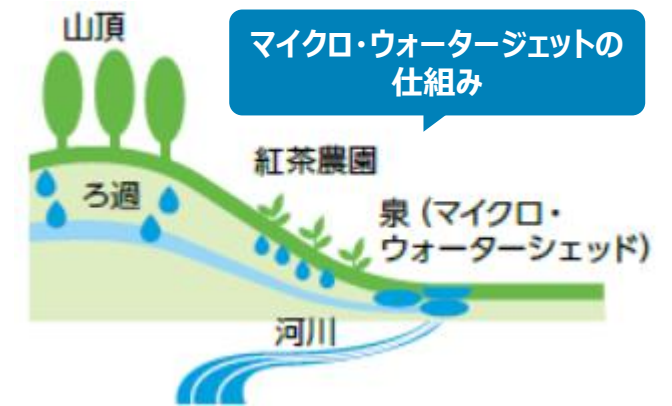 山頂
マイクロ・ウォータージェットの
仕組み
紅茶農園
ろ週
泉（マイクロ・
ウォーターシェッド）
河川